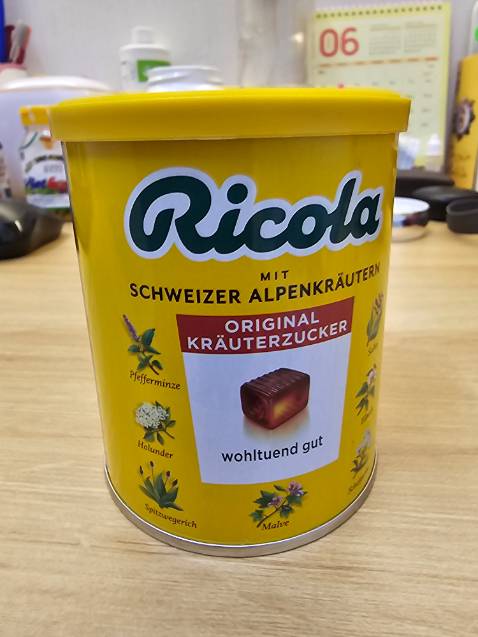 06
Ricola
MIT
SCHWEIZER ALPENKRÄUTERN
ORIGINAL
KRÄUTERZUCKER
Pfefferminze
Holunder
wohltuend gut
Spitzwegerich
Malve